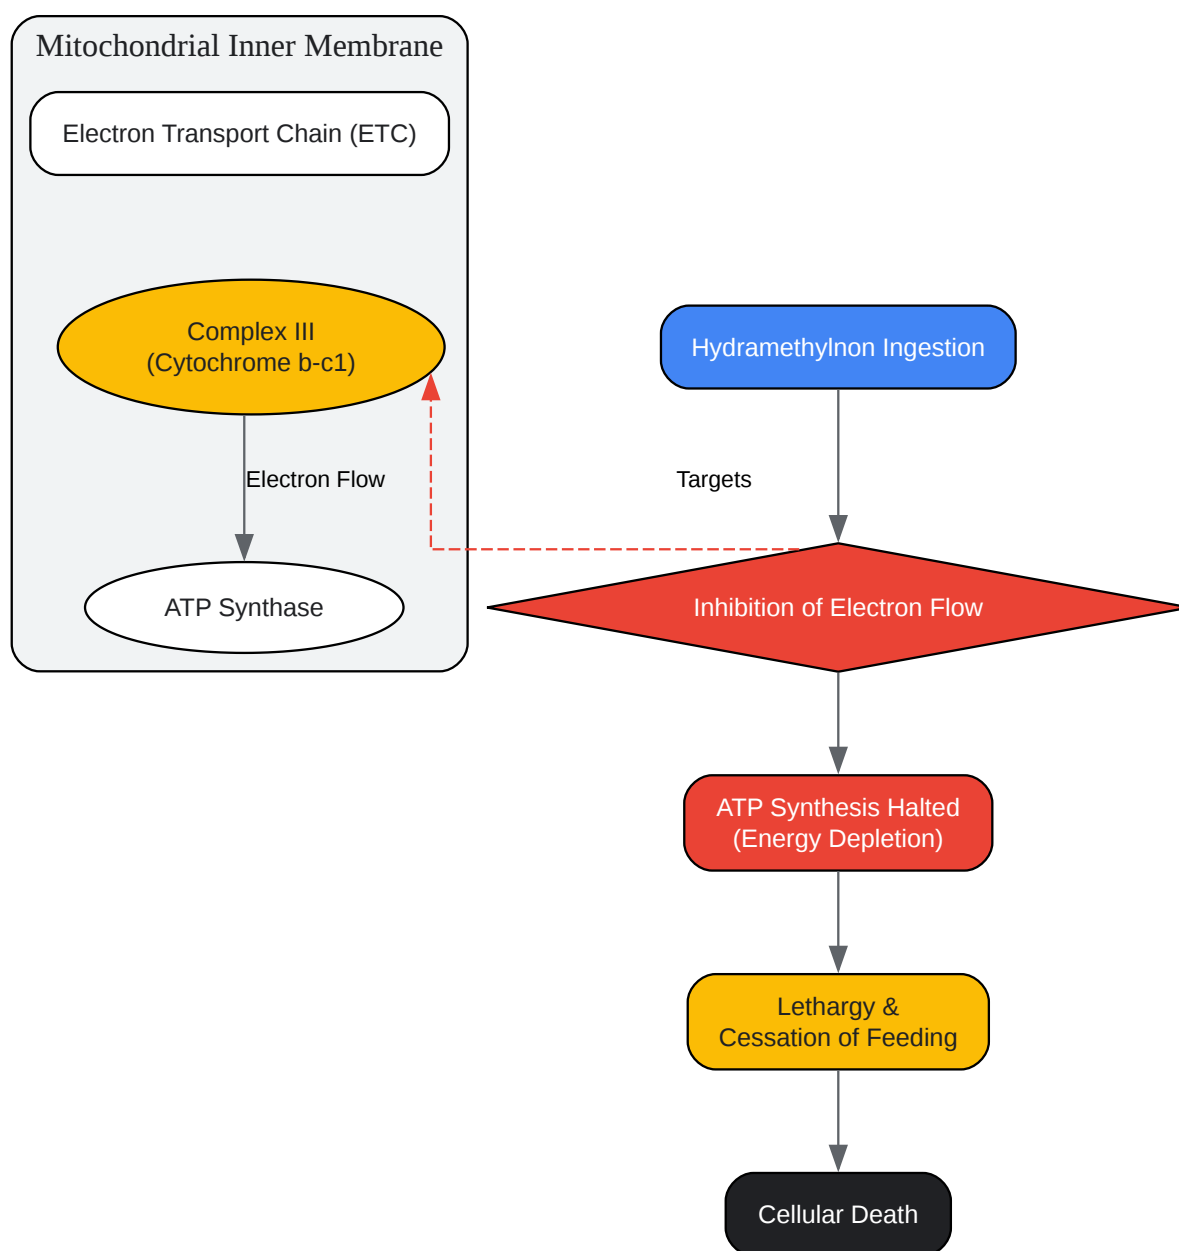 Mitochondrial Inner Membrane
Electron Transport Chain (ETC)
Complex III
(Cytochrome b-c1)
Hydramethylnon Ingestion
Electron Flow
Targets
ATP Synthase
Inhibition of Electron Flow
ATP Synthesis Halted
(Energy Depletion)
Lethargy &
Cessation of Feeding
Cellular Death